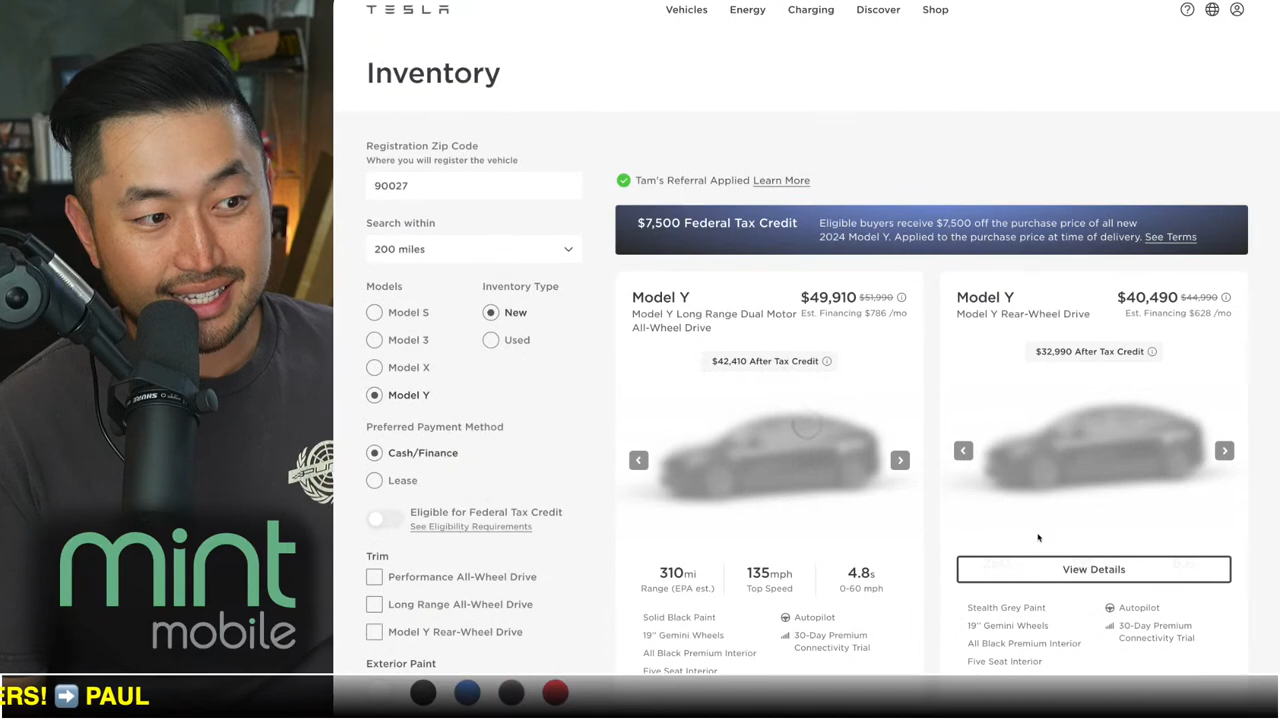 TESLA
Vehicles Energy Charging Discover Shop
Inventory
Registration Zip Code
Where you will register the vehicle
90027
Search within
200 miles
Models
Inventory Type
Model S
New
Model 3
Used
Model X
Model Y
Preferred Payment Method
Cash/Finance
Lease
Eligible for Federal Tax Credit
See Eligibility Requirements
Trim
Performance All-Wheel Drive
Long Range All-Wheel Drive
Model Y Rear-Wheel Drive
Exterior Paint
Tam's Referral Applied Learn More
$7,500 Federal Tax Credit
Eligible buyers receive $7,500 off the purchase price of all new
2024 Model Y. Applied to the purchase price at time of delivery. See Terms
Model Y
$49,910 $51,990
Model Y Long Range Dual Motor
All-Wheel Drive
Est. Financing $786 /mo
$42,410 After Tax Credit
310mi
Range (EPA est.)
135mph
Top Speed
4.8s
0-60 mph
Solid Black Paint
19" Gemini Wheels
All Black Premium Interior
Five Seat Interior
Autopilot
30-Day Premium
Connectivity Trial
Model Y
$40,490 $44,990
Model Y Rear-Wheel Drive
Est. Financing $628 /mo
$32,990 After Tax Credit
View Details
Stealth Grey Paint
19" Gemini Wheels
All Black Premium Interior
Five Seat Interior
Autopilot
30-Day Premium
Connectivity Trial
SHURE
mint
mobile
ERS! ➡️ PAUL